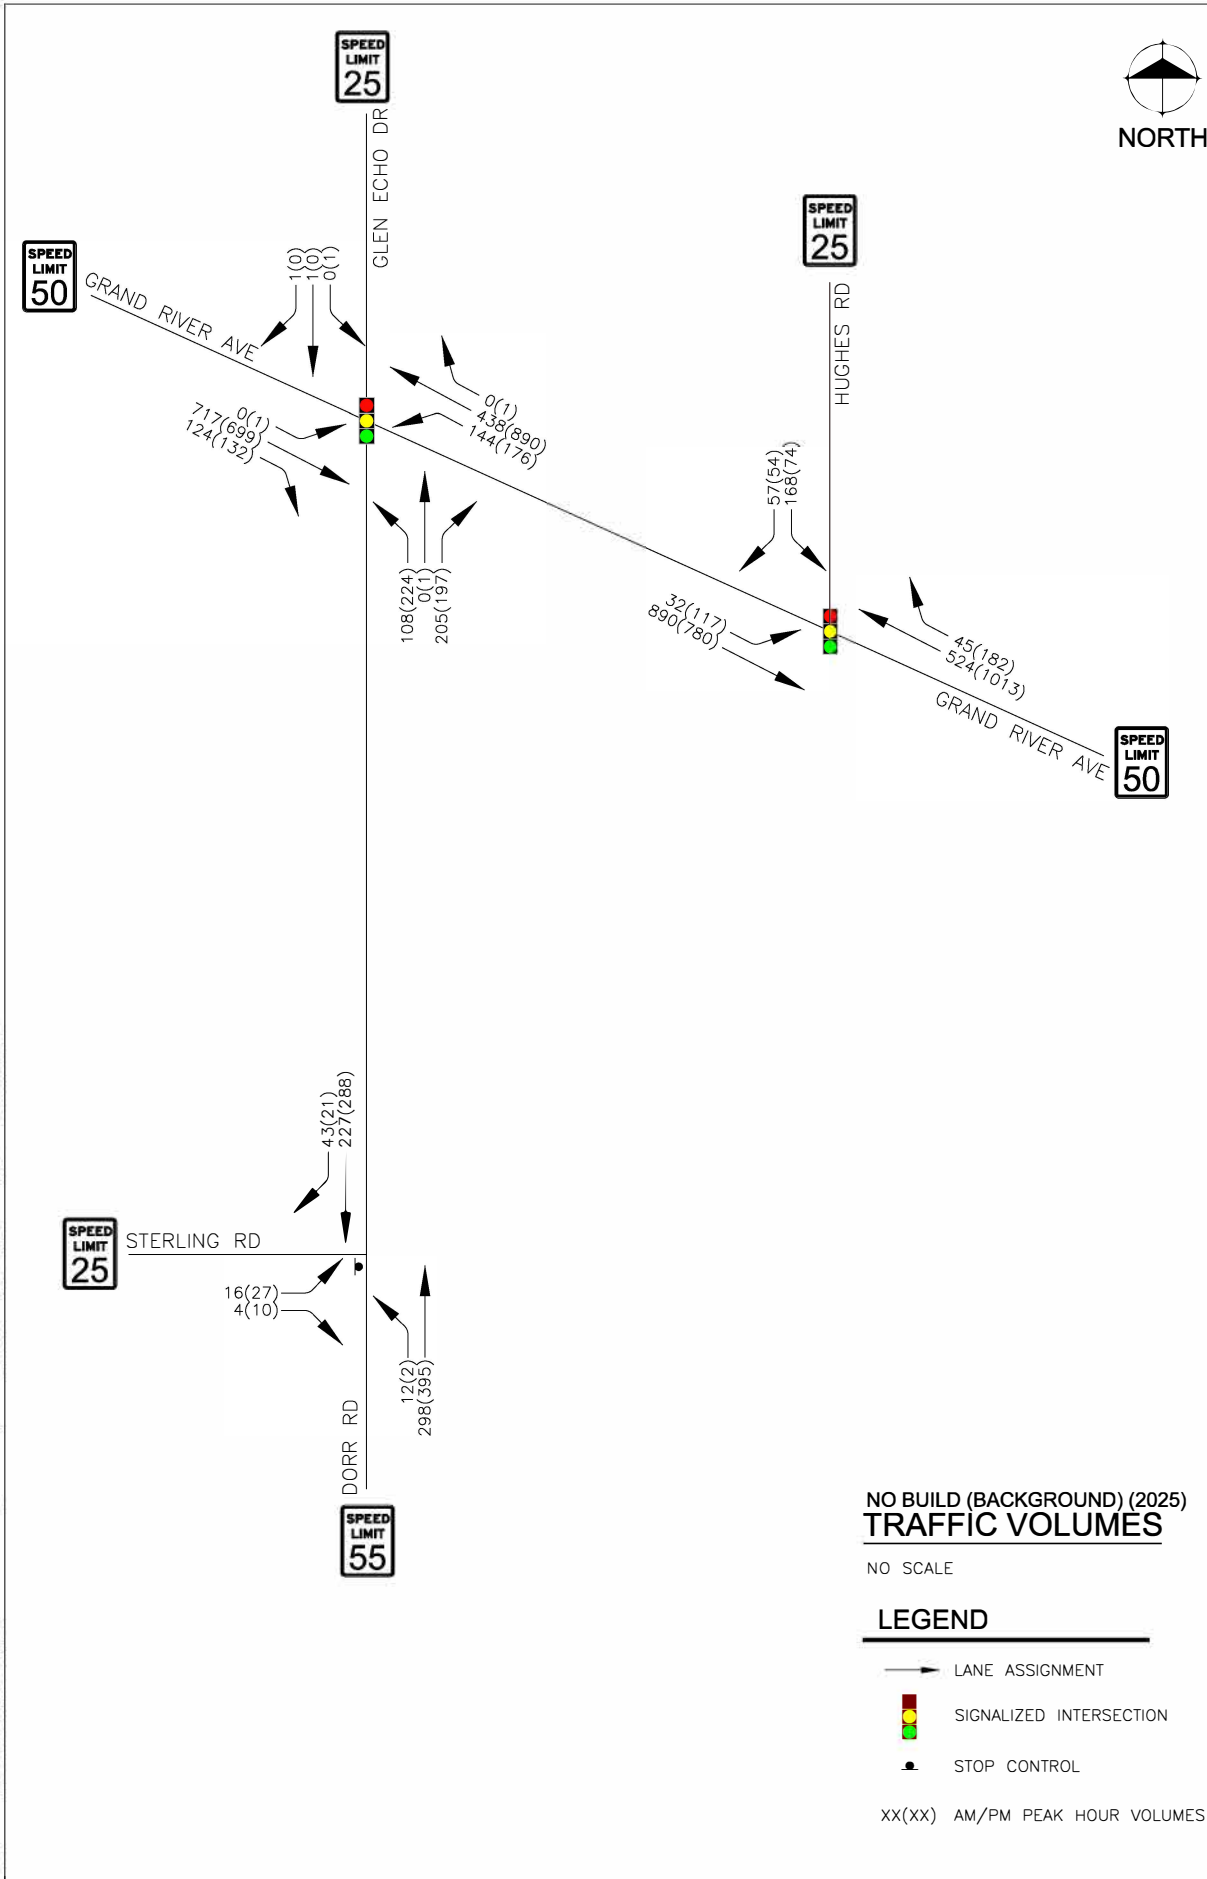 SPEED
LIMIT
25
NORTH
GLEN ECHO DR
SPEED
LIMIT
25
SPEED
LIMIT
50
GRAND RIVER AVE
1(0)
1(0)
0(1)
HUGHES RD
0(1)
717(699)
124(132)
0(1)
438(890)
144(176)
57(54)
168(74)
108(224)
0(1)
205(197)
32(117)
890(780)
45(182)
524(1013)
GRAND RIVER AVE
SPEED
LIMIT
50
43(21)
227(288)
SPEED
LIMIT
25
STERLING RD
16(27)
4(10)
12(2)
298(395)
DORR RD
SPEED
LIMIT
55
NO BUILD (BACKGROUND) (2025)
TRAFFIC VOLUMES
NO SCALE
LEGEND
LANE ASSIGNMENT
SIGNALIZED INTERSECTION
STOP CONTROL
XX(XX) AM/PM PEAK HOUR VOLUMES